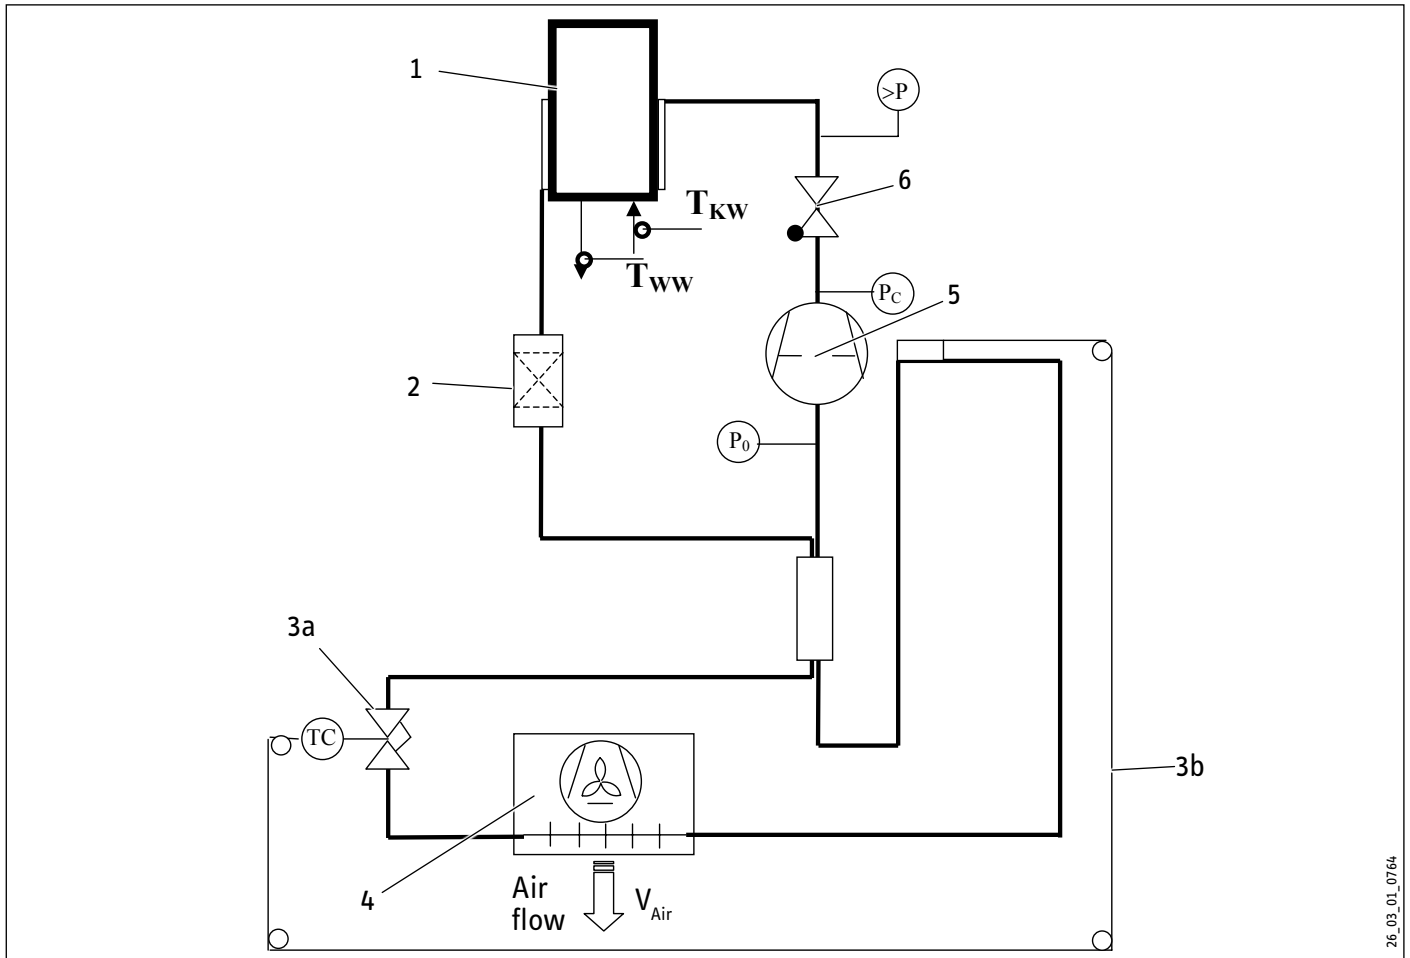 1
>P
6
T_KW
T_WW
P_C
5
2
P_0
3a
TC
3b
4
Air
flow
V_Air
26_03_01_0764